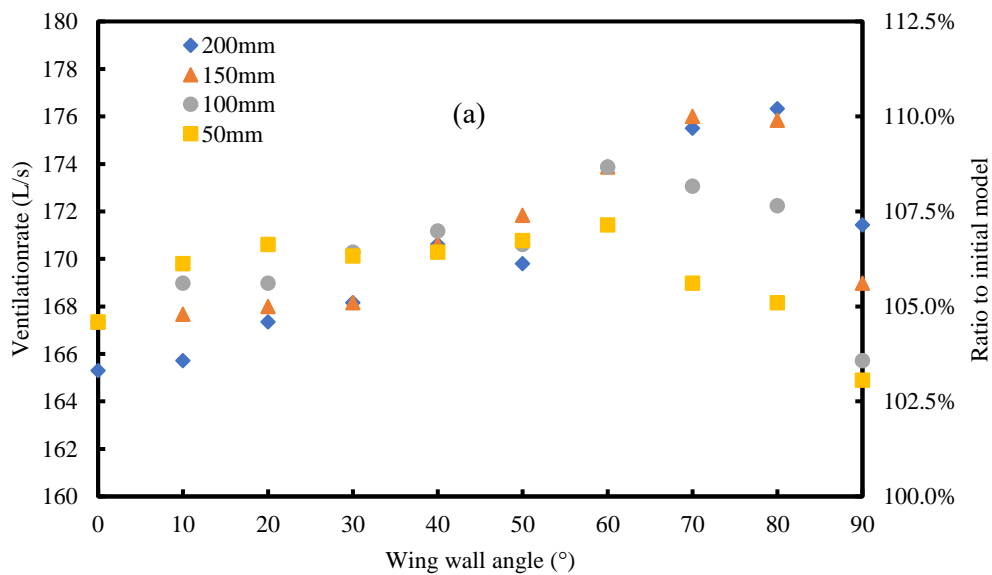 180
178
176
174
172
170
168
166
164
162
160
Ventilationrate (L/s)
200mm
150mm
100mm
50mm
(a)
112.5%
110.0%
107.5%
105.0%
102.5%
100.0%
Ratio to initial model
0 10 20 30 40 50 60 70 80 90
Wing wall angle (°)